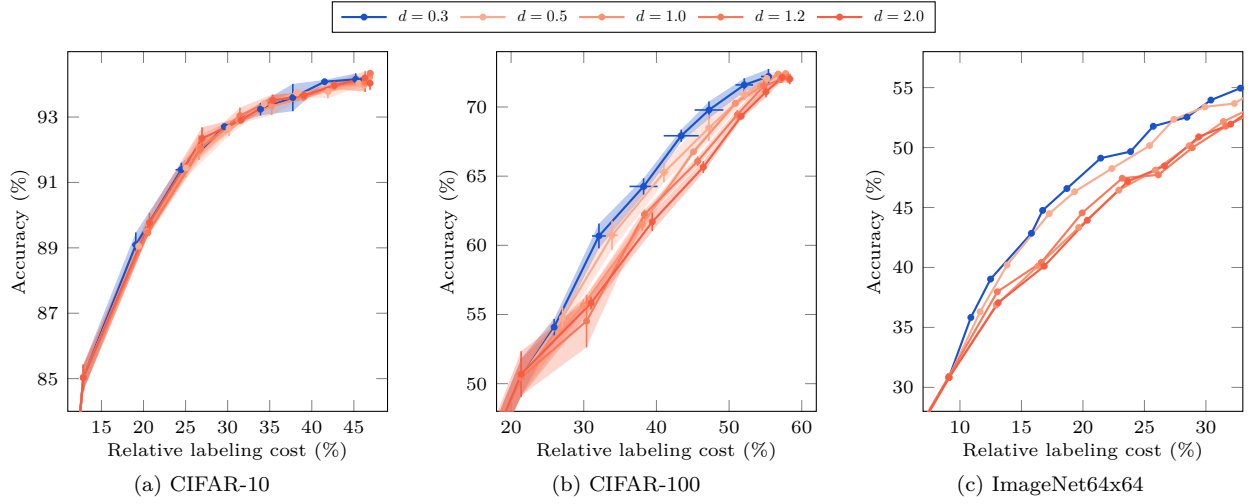 d = 0.3 d = 0.5 d = 1.0 d = 1.2 d = 2.0
93
91
89
87
85
Accuracy (%)
15 20 25 30 35 40 45
Relative labeling cost (%)
(a) CIFAR-10
70
65
60
55
50
Accuracy (%)
20 30 40 50 60
Relative labeling cost (%)
(b) CIFAR-100
55
50
45
40
35
30
Accuracy (%)
10 15 20 25 30
Relative labeling cost (%)
(c) ImageNet64x64